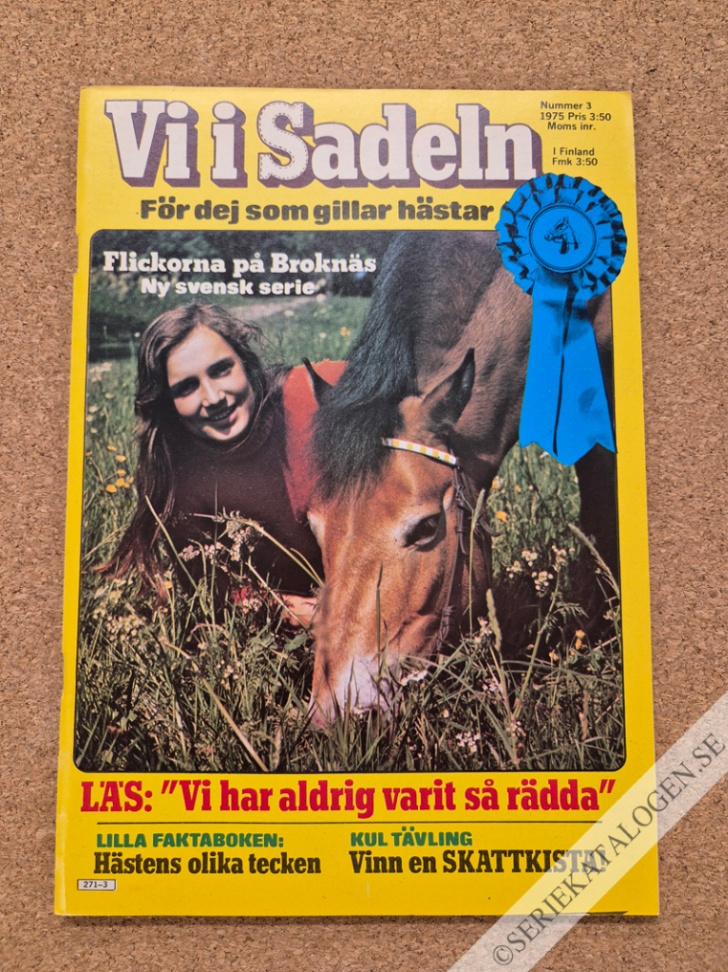 Vi i Sadeln
Nummer 3
1975 Pris 3:50
Moms inr.
I Finland
Fmk 3:50
För dej som gillar hästar
Flickorna på Broknäs
Ny svensk serie
LÄS: "Vi har aldrig varit så rädda"
LILLA FAKTABOKEN:
Hästens olika tecken
KUL TÄVLING
Vinn en SKATTKISTA!
271-3
©SERIEKATALOGEN.SE